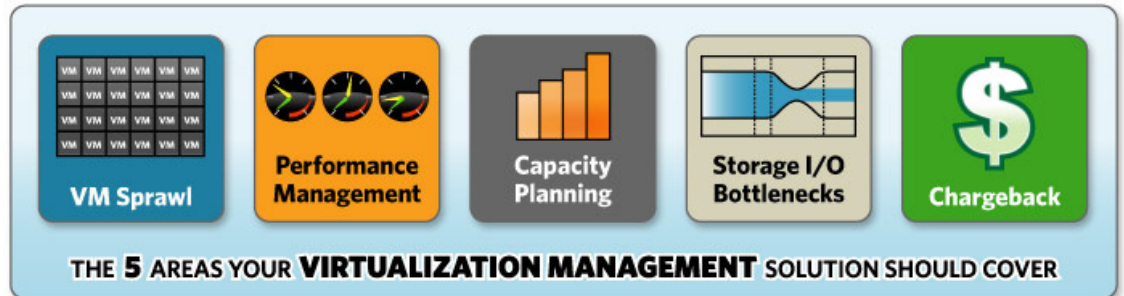 VM VM VM VM VM VM
VM VM VM VM VM VM
VM VM VM VM VM VM
VM VM VM VM VM VM
VM Sprawl
Performance
Management
Capacity
Planning
Storage I/O
Bottlenecks
$
Chargeback
THE 5 AREAS YOUR VIRTUALIZATION MANAGEMENT SOLUTION SHOULD COVER